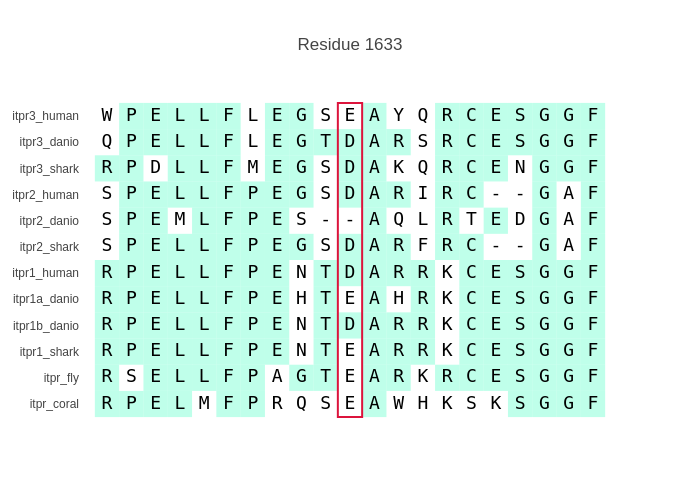 Residue 1633
itpr3_human W P E L L F L E G S E A Y Q R C E S G G F
itpr3_danio Q P E L L F L E G T D A R S R C E S G G F
itpr3_shark R P D L L F M E G S D A K Q R C E N G G F
itpr2_human S P E L L F P E G S D A R I R C - - G A F
itpr2_danio S P E M L F P E S - - A Q L R T E D G A F
itpr2_shark S P E L L F P E G S D A R F R C - - G A F
itpr1_human R P E L L F P E N T D A R R K C E S G G F
itpr1a_danio R P E L L F P E H T E A H R K C E S G G F
itpr1b_danio R P E L L F P E N T D A R R K C E S G G F
itpr1_shark R P E L L F P E N T E A R R K C E S G G F
itpr_fly R S E L L F P A G T E A R K R C E S G G F
itpr_coral R P E L M F P R Q S E A W H K S K S G G F